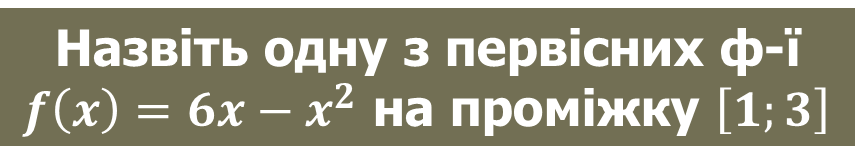 Назвіть одну з первісних ф-ї
f(x) = 6x − x² на проміжку [1; 3]